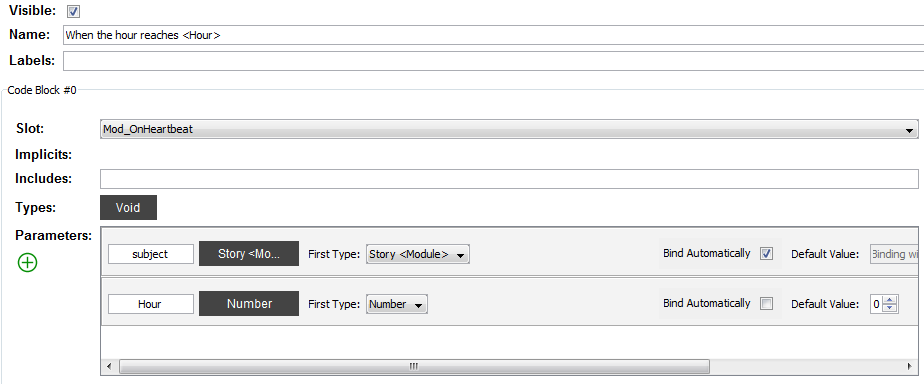 Visible:
Name: When the hour reaches <Hour>
Labels:
Code Block #0
Slot: Mod_OnHeartbeat
Implicits:
Includes:
Types: Void
Parameters:
subject Story <Mo... First Type: Story <Module> Bind Automatically Default Value: Binding wi
Hour Number First Type: Number Bind Automatically Default Value: 0